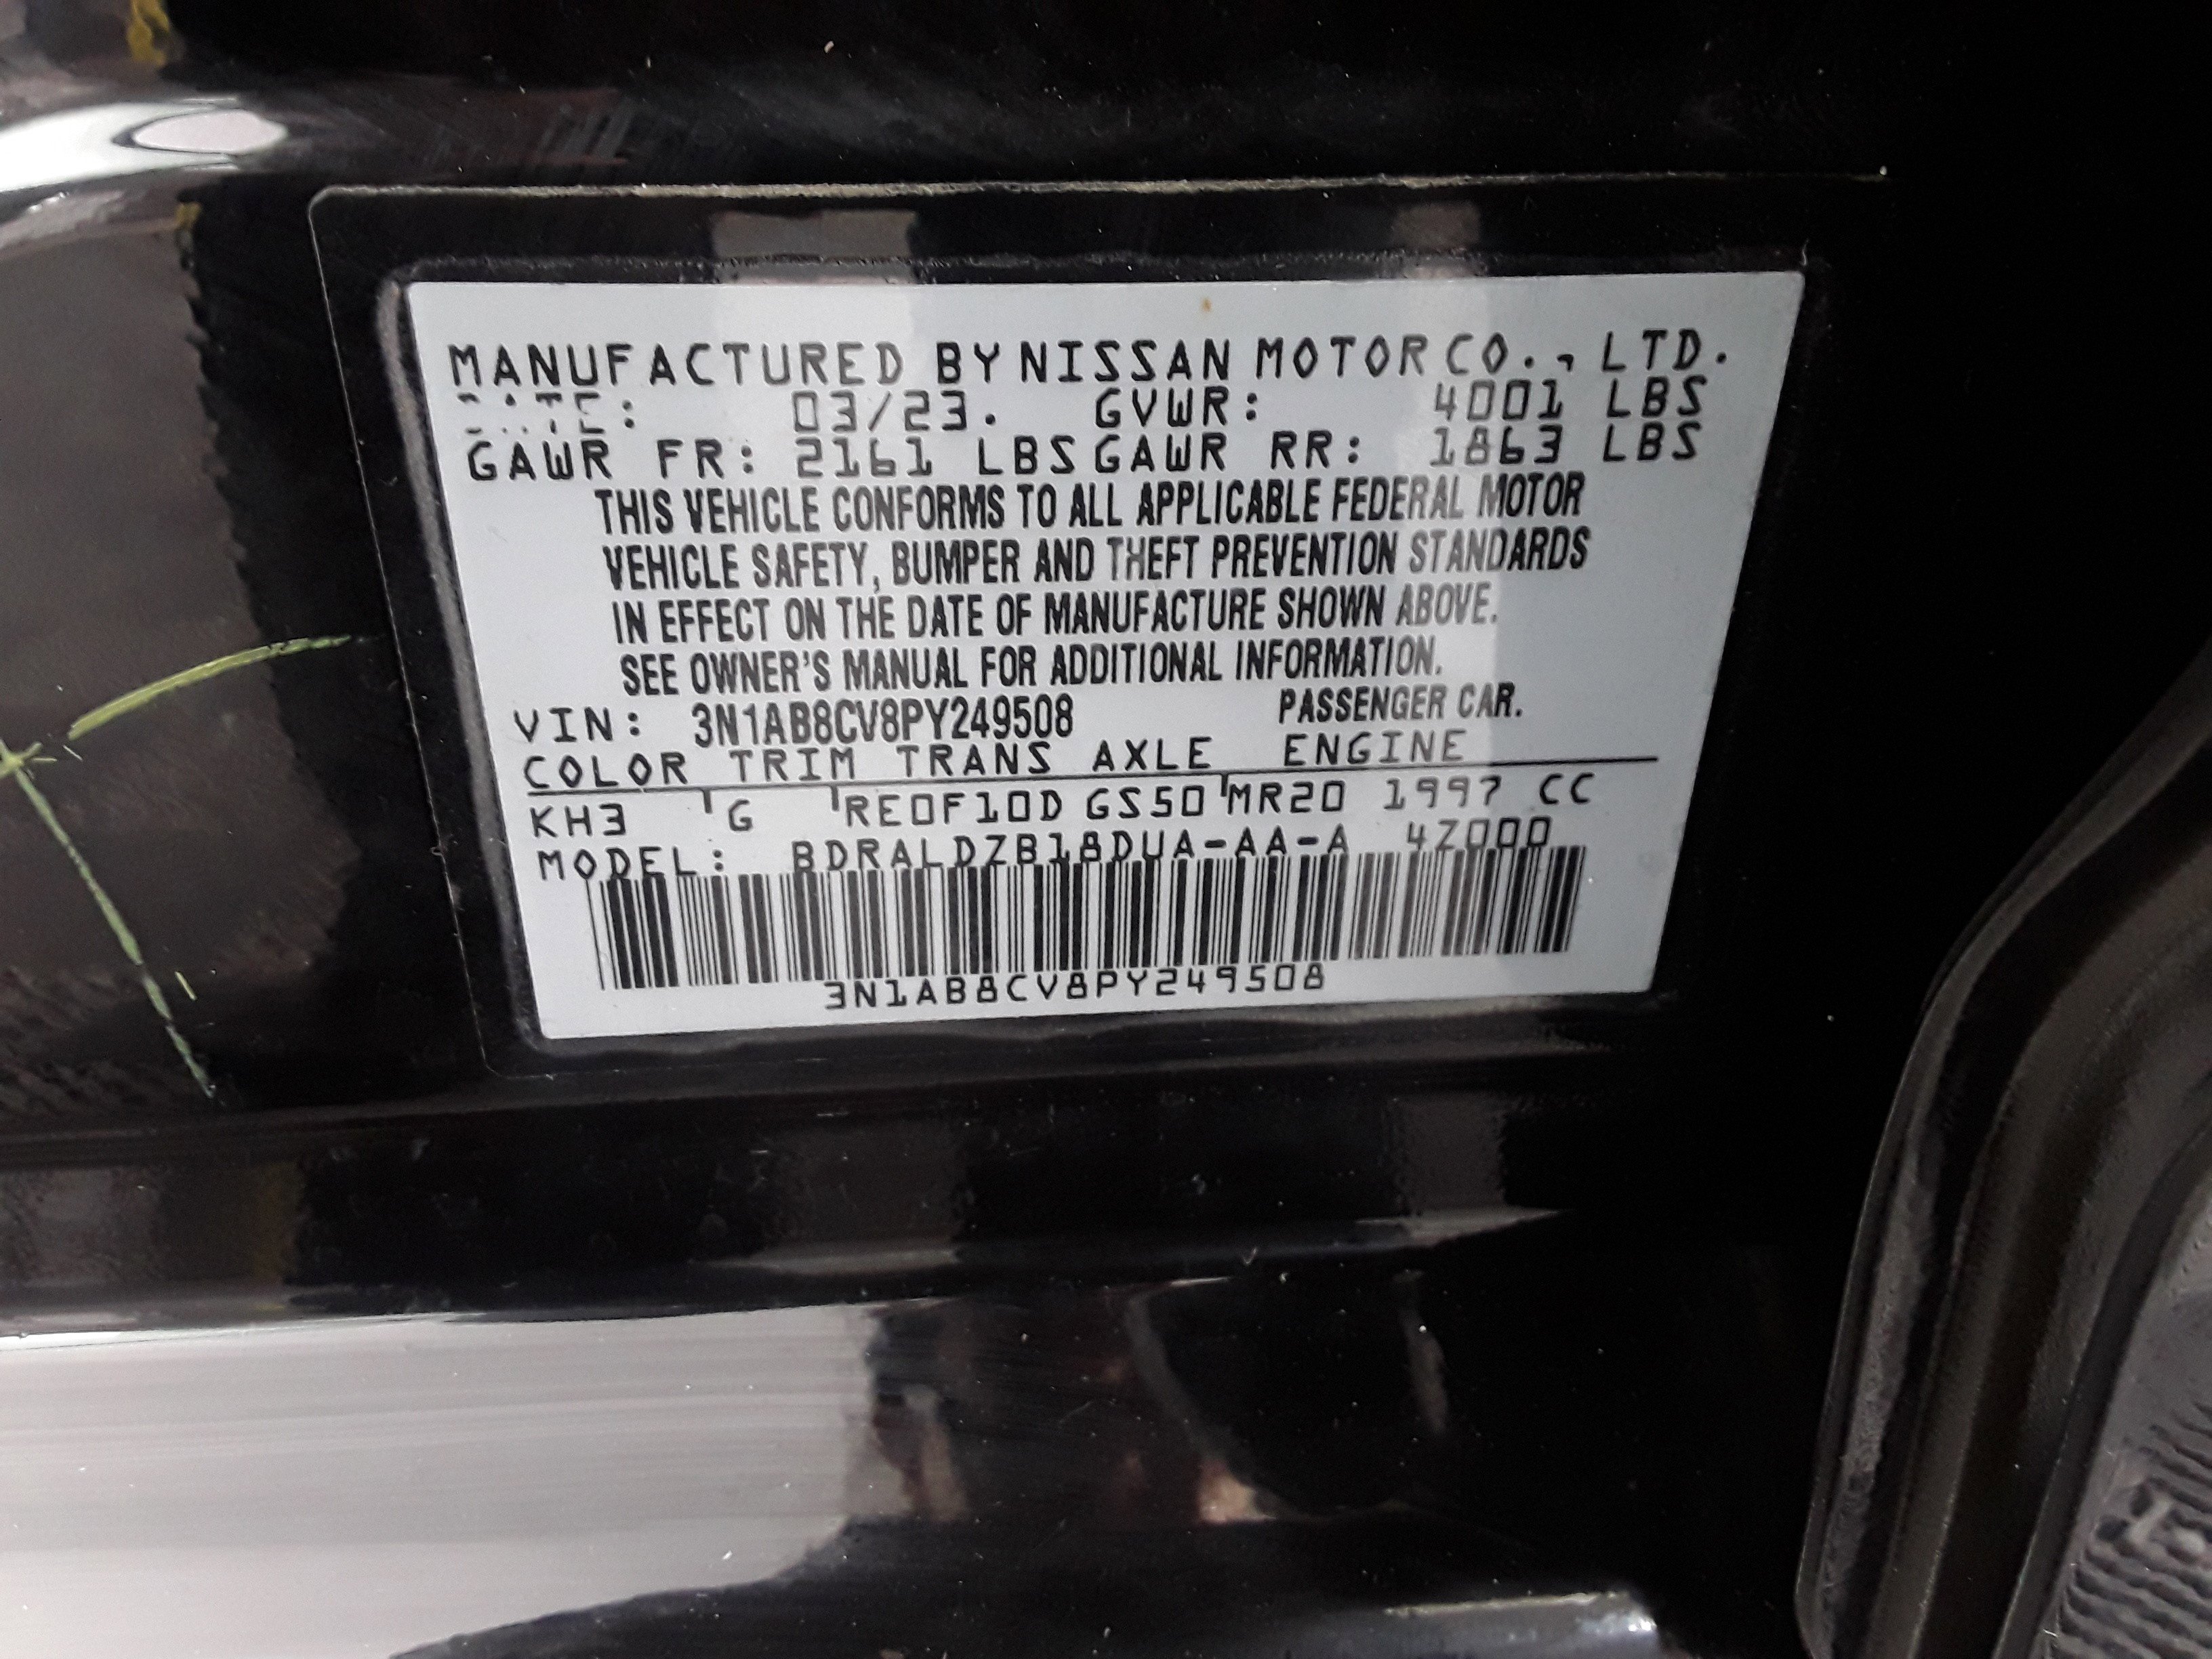 MANUFACTURED BY NISSAN MOTOR CO., LTD.
DATE: 03/23. GVWR: 4001 LBS
GAWR FR: 2161 LBS GAWR RR: 1863 LBS
THIS VEHICLE CONFORMS TO ALL APPLICABLE FEDERAL MOTOR
VEHICLE SAFETY, BUMPER AND THEFT PREVENTION STANDARDS
IN EFFECT ON THE DATE OF MANUFACTURE SHOWN ABOVE.
SEE OWNER'S MANUAL FOR ADDITIONAL INFORMATION.
VIN: 3N1AB8CV8PY249508 PASSENGER CAR.
COLOR TRIM TRANS AXLE ENGINE
KH3 G RE0F10D GS50 MR20 1997 CC
MODEL: BDRALDZB18DUA-AA-A 4Z000
3N1AB8CV8PY249508